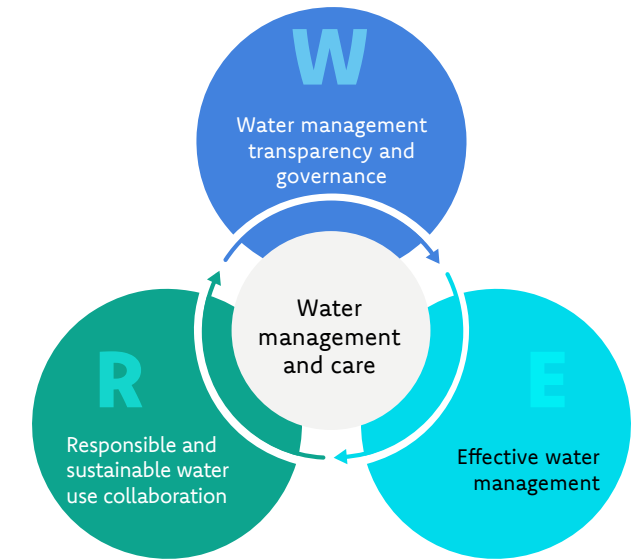 W
Water management
transparency and
governance
Water
management
and care
R
Responsible and
sustainable water
use collaboration
E
Effective water
management